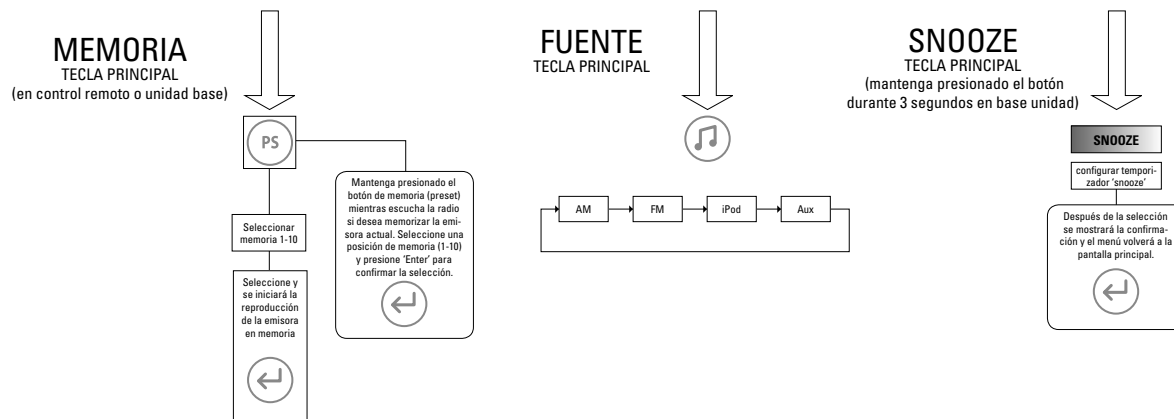 MEMORIA
TECLA PRINCIPAL
(en control remoto o unidad base)
PS
Seleccionar
memoria 1-10
Seleccione y
se iniciará la
reproducción
de la emisora
en memoria
Mantenga presionado el
botón de memoria (preset)
mientras escucha la radio
si desea memorizar la emi-
sora actual. Seleccione una
posición de memoria (1-10)
y presione ‘Enter’ para
confirmar la selección.
FUENTE
TECLA PRINCIPAL
AM
FM
iPod
Aux
SNOOZE
TECLA PRINCIPAL
(mantenga presionado el botón
durante 3 segundos en base unidad)
SNOOZE
configurar tempori-
zador ‘snooze’
Después de la selección
se mostrará la confirma-
ción y el menú volverá a la
pantalla principal.